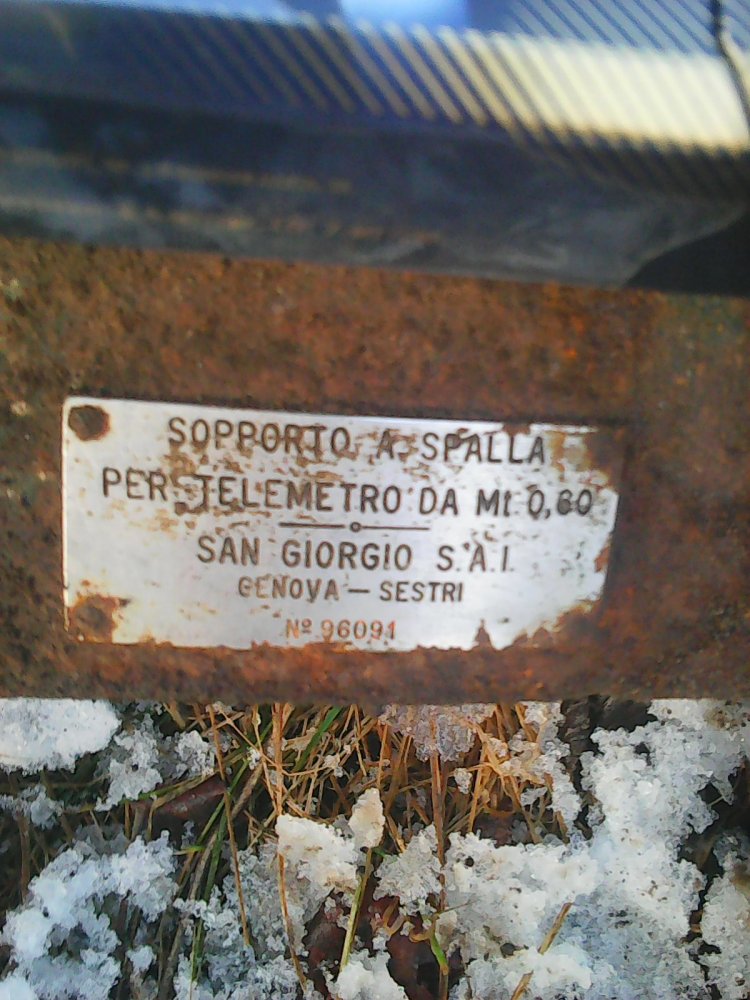 SOPPORTO A SPALLA
PER TELEMETRO DA Mt 0,60
SAN GIORGIO S.A.I.
GENOVA — SESTRI
Nº 96091